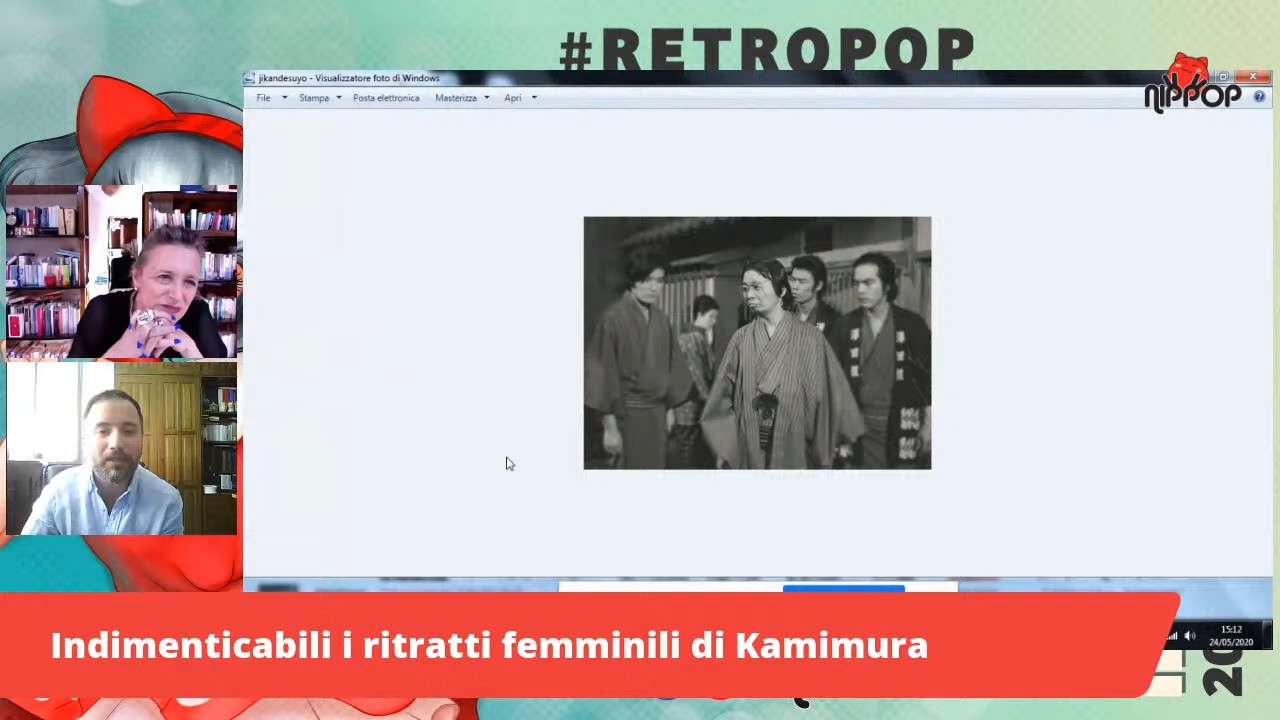 #RETROPOP
jikandesuyo - Visualizzatore foto di Windows
NIPPOP
File Stampa Posta elettronica Masterizza Apri
Indimenticabili i ritratti femminili di Kamimura
15:12
24/05/2020